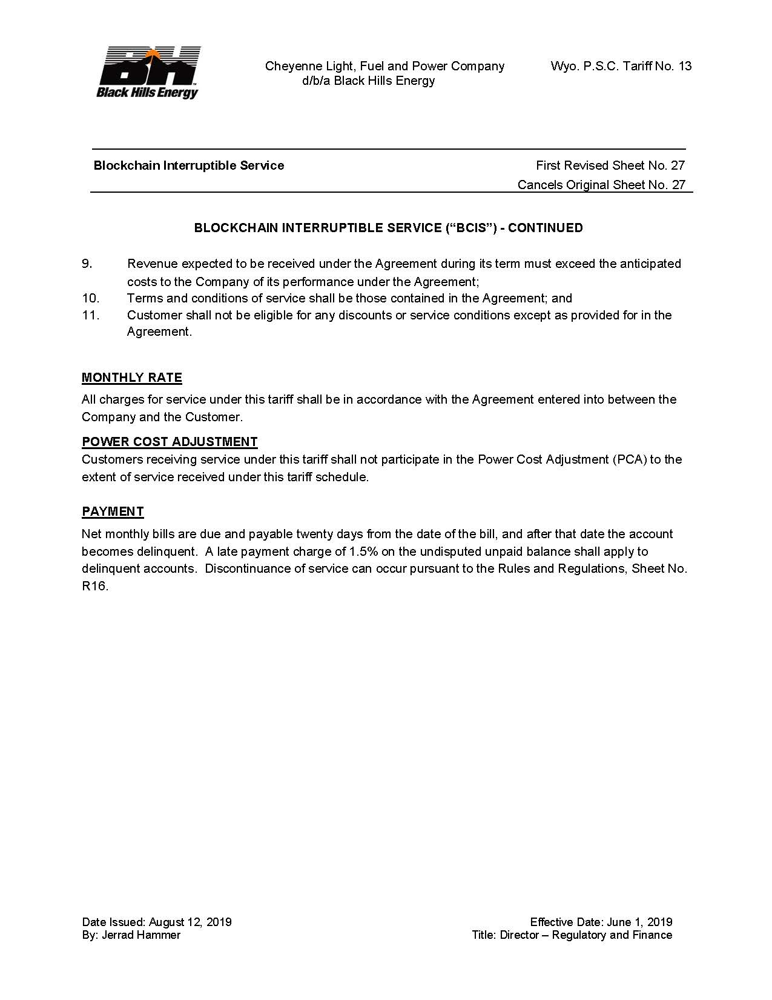 BH
Black Hills Energy
Cheyenne Light, Fuel and Power Company
d/b/a Black Hills Energy
Wyo. P.S.C. Tariff No. 13
Blockchain Interruptible Service
First Revised Sheet No. 27
Cancels Original Sheet No. 27
BLOCKCHAIN INTERRUPTIBLE SERVICE (“BCIS”) - CONTINUED
9. Revenue expected to be received under the Agreement during its term must exceed the anticipated
costs to the Company of its performance under the Agreement;
10. Terms and conditions of service shall be those contained in the Agreement; and
11. Customer shall not be eligible for any discounts or service conditions except as provided for in the
Agreement.
MONTHLY RATE
All charges for service under this tariff shall be in accordance with the Agreement entered into between the
Company and the Customer.
POWER COST ADJUSTMENT
Customers receiving service under this tariff shall not participate in the Power Cost Adjustment (PCA) to the
extent of service received under this tariff schedule.
PAYMENT
Net monthly bills are due and payable twenty days from the date of the bill, and after that date the account
becomes delinquent.  A late payment charge of 1.5% on the undisputed unpaid balance shall apply to
delinquent accounts.  Discontinuance of service can occur pursuant to the Rules and Regulations, Sheet No.
R16.
Date Issued: August 12, 2019
Effective Date: June 1, 2019
By: Jerrad Hammer
Title: Director – Regulatory and Finance